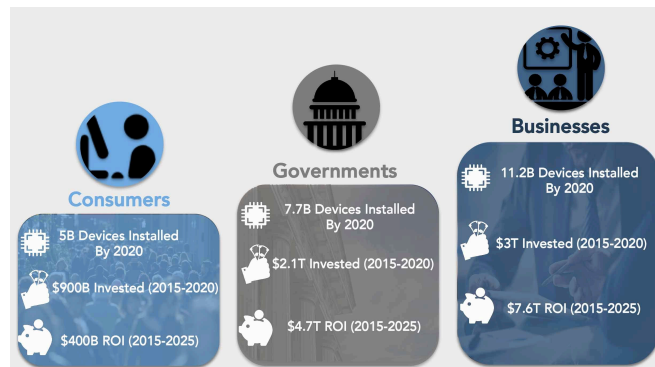 Consumers
5B Devices Installed
By 2020
$900B Invested (2015-2020)
$400B ROI (2015-2025)
Governments
7.7B Devices Installed
By 2020
$2.1T Invested (2015-2020)
$4.7T ROI (2015-2025)
Businesses
11.2B Devices Installed
By 2020
$3T Invested (2015-2020)
$7.6T ROI (2015-2025)